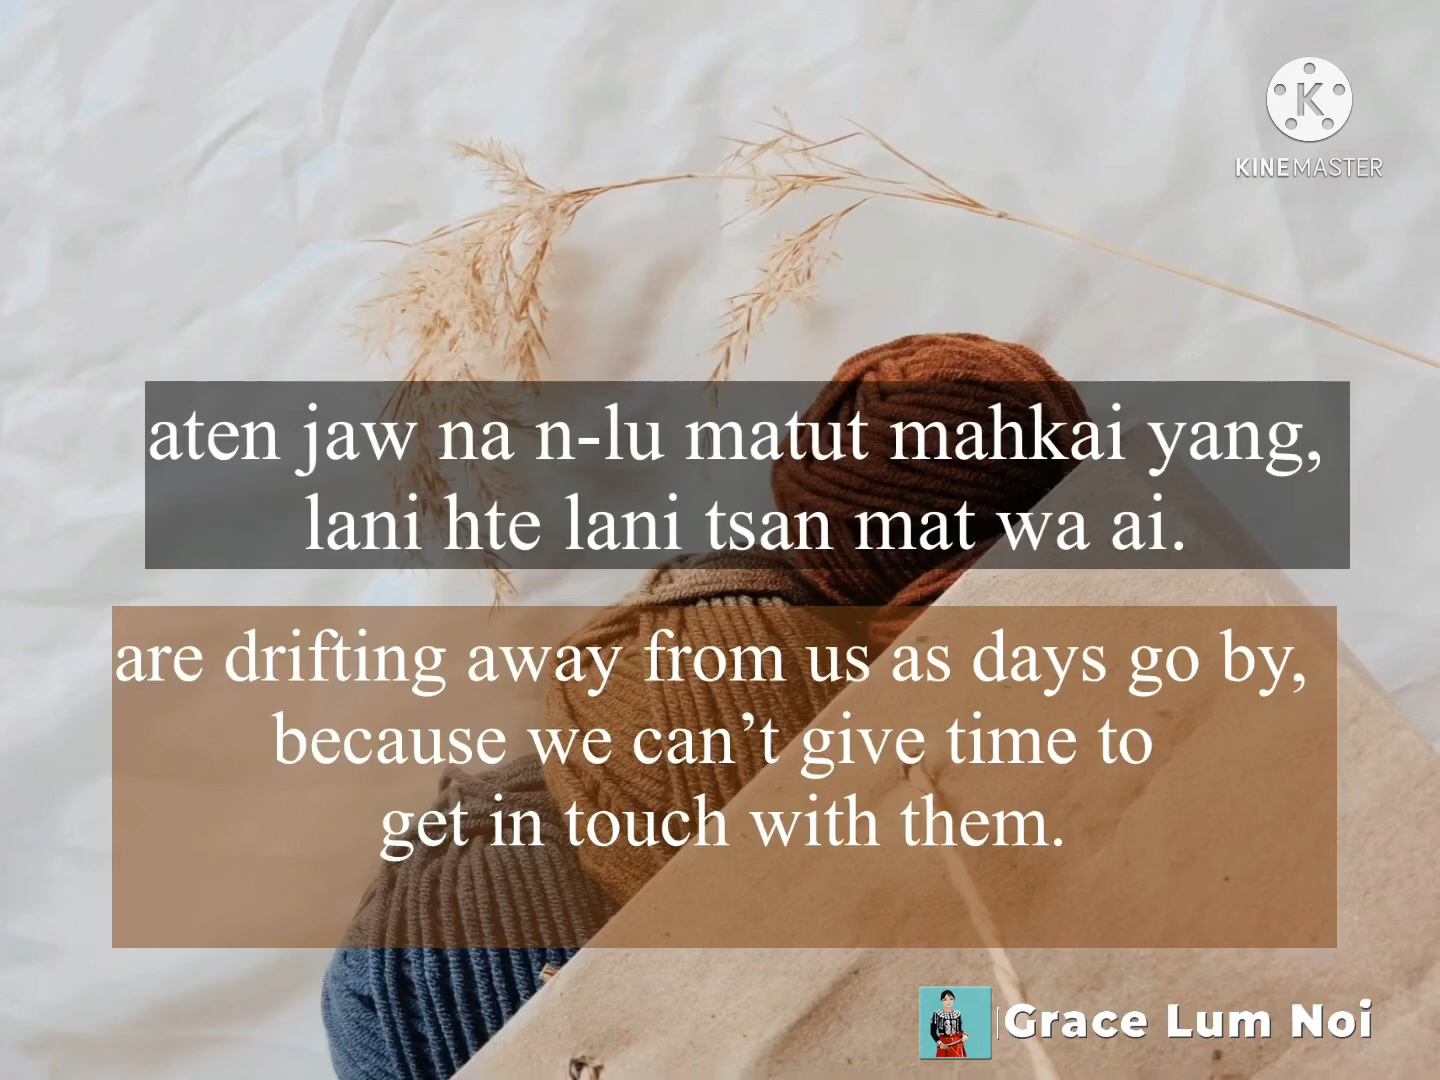 K
KINEMASTER
aten jaw na n-lu matut mahkai yang,
lani hte lani tsan mat wa ai.
are drifting away from us as days go by,
because we can’t give time to
get in touch with them.
Grace Lum Noi